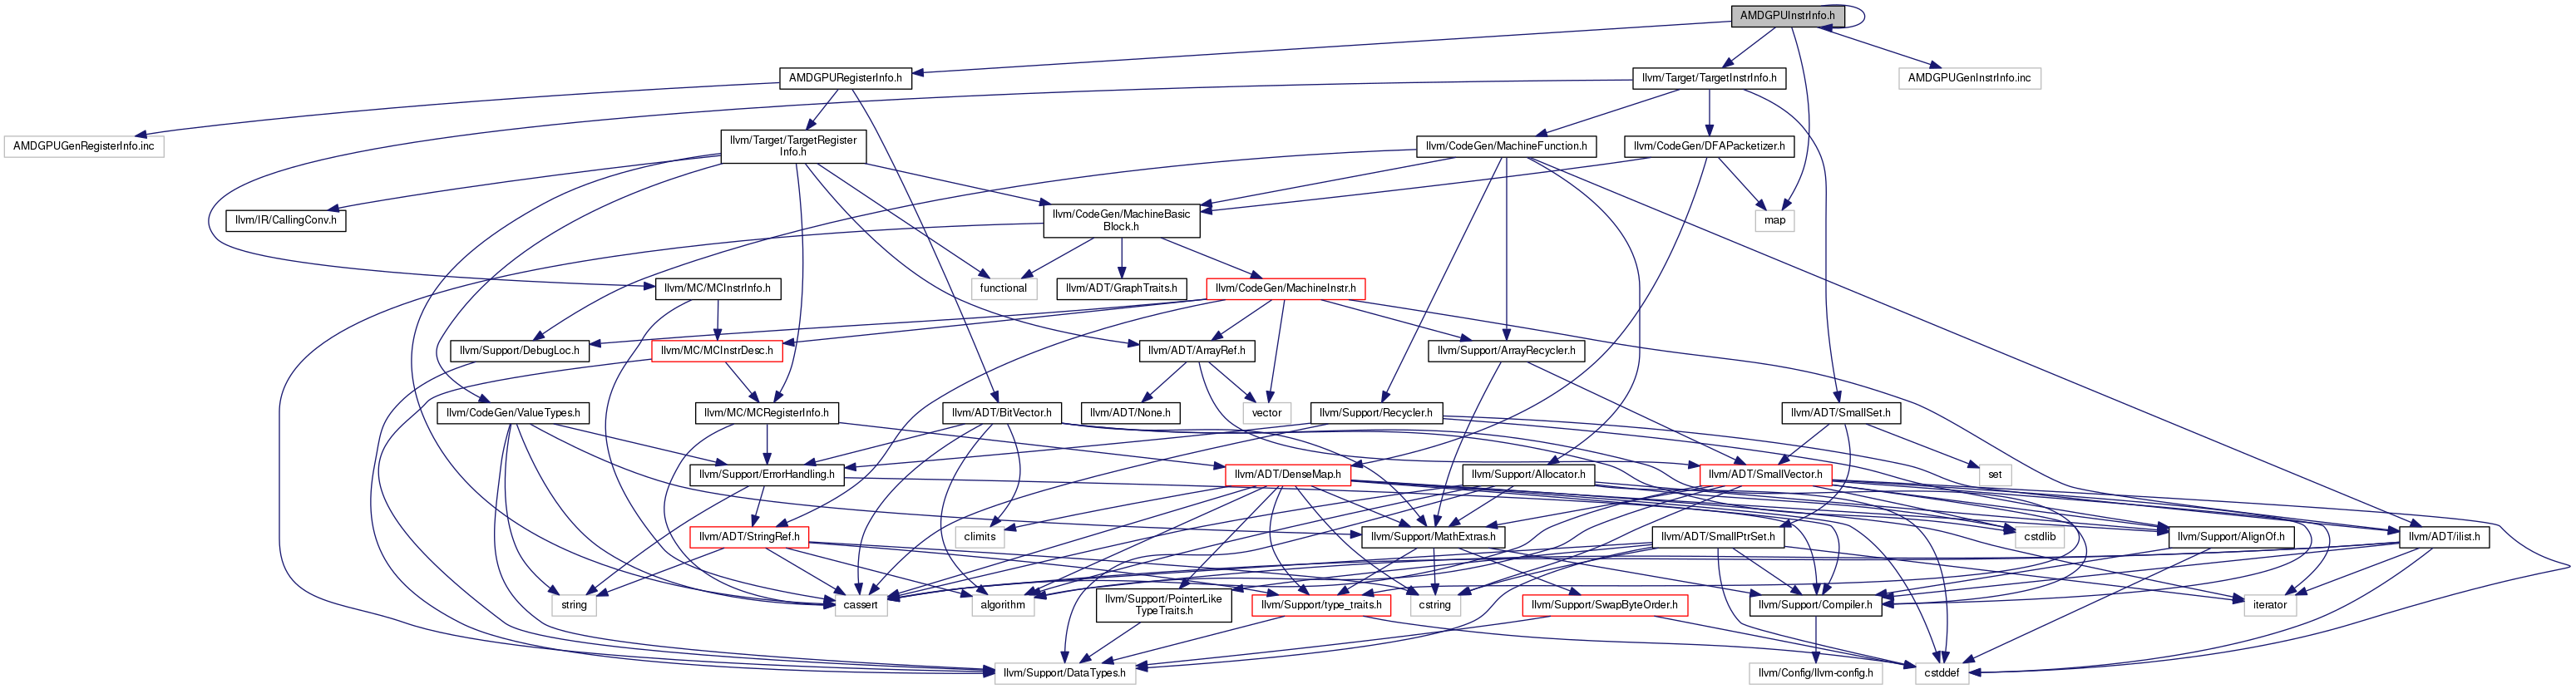 AMDGPUInstrInfo.h
AMDGPURegisterInfo.h
llvm/Target/TargetInstrInfo.h
AMDGPUGenInstrInfo.inc
AMDGPUGenRegisterInfo.inc
llvm/Target/TargetRegister
Info.h
llvm/CodeGen/MachineFunction.h
llvm/CodeGen/DFAPacketizer.h
llvm/IR/CallingConv.h
llvm/CodeGen/MachineBasic
Block.h
map
llvm/MC/MCInstrInfo.h
functional
llvm/ADT/GraphTraits.h
llvm/CodeGen/MachineInstr.h
llvm/Support/DebugLoc.h
llvm/MC/MCInstrDesc.h
llvm/ADT/ArrayRef.h
llvm/Support/ArrayRecycler.h
llvm/CodeGen/ValueTypes.h
llvm/MC/MCRegisterInfo.h
llvm/ADT/BitVector.h
llvm/ADT/None.h
vector
llvm/Support/Recycler.h
llvm/ADT/SmallSet.h
llvm/Support/ErrorHandling.h
llvm/ADT/DenseMap.h
llvm/Support/Allocator.h
llvm/ADT/SmallVector.h
set
llvm/ADT/StringRef.h
climits
llvm/Support/MathExtras.h
llvm/ADT/SmallPtrSet.h
cstdlib
llvm/Support/AlignOf.h
llvm/ADT/ilist.h
string
cassert
algorithm
llvm/Support/PointerLike
TypeTraits.h
llvm/Support/type_traits.h
cstring
llvm/Support/SwapByteOrder.h
llvm/Support/Compiler.h
iterator
llvm/Support/DataTypes.h
llvm/Config/llvm-config.h
cstddef